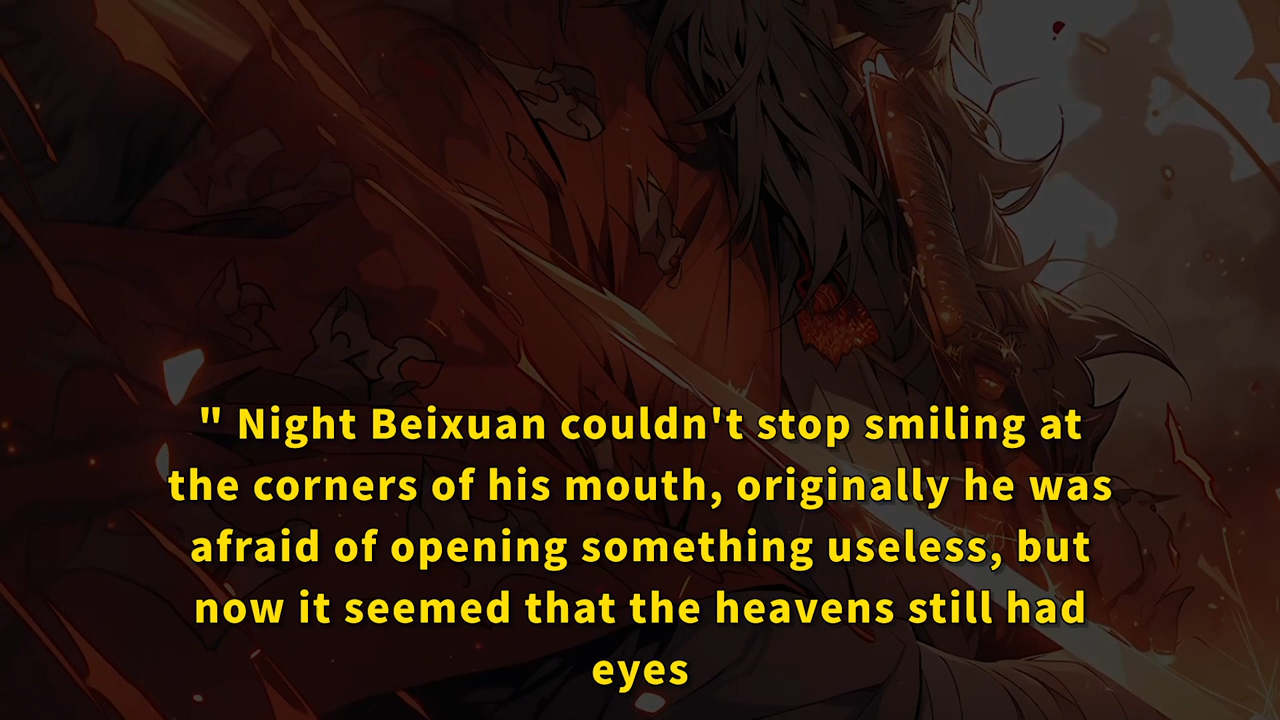 " Night Beixuan couldn't stop smiling at
the corners of his mouth, originally he was
afraid of opening something useless, but
now it seemed that the heavens still had
eyes